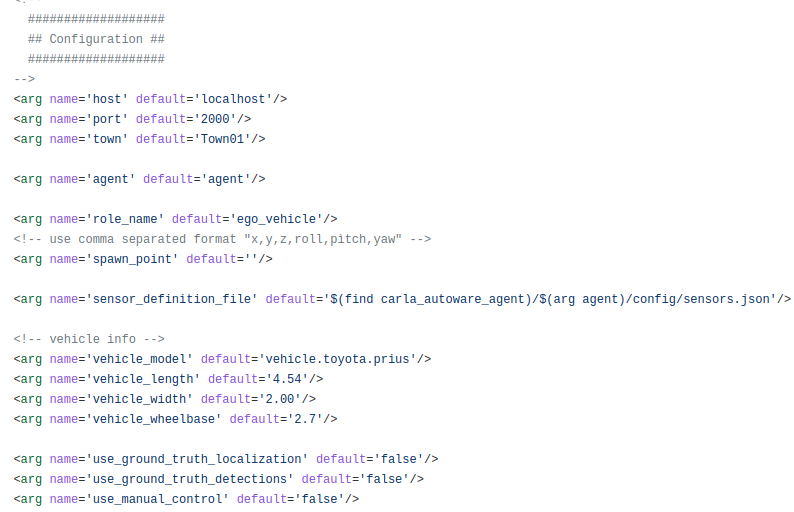 <!--
###################
## Configuration ##
###################
-->
<arg name='host' default='localhost'/>
<arg name='port' default='2000'/>
<arg name='town' default='Town01'/>
<arg name='agent' default='agent'/>
<arg name='role_name' default='ego_vehicle'/>
<!-- use comma separated format "x,y,z,roll,pitch,yaw" -->
<arg name='spawn_point' default=''/>
<arg name='sensor_definition_file' default='$(find carla_autoware_agent)/$(arg agent)/config/sensors.json'/>
<!-- vehicle info -->
<arg name='vehicle_model' default='vehicle.toyota.prius'/>
<arg name='vehicle_length' default='4.54'/>
<arg name='vehicle_width' default='2.00'/>
<arg name='vehicle_wheelbase' default='2.7'/>
<arg name='use_ground_truth_localization' default='false'/>
<arg name='use_ground_truth_detections' default='false'/>
<arg name='use_manual_control' default='false'/>